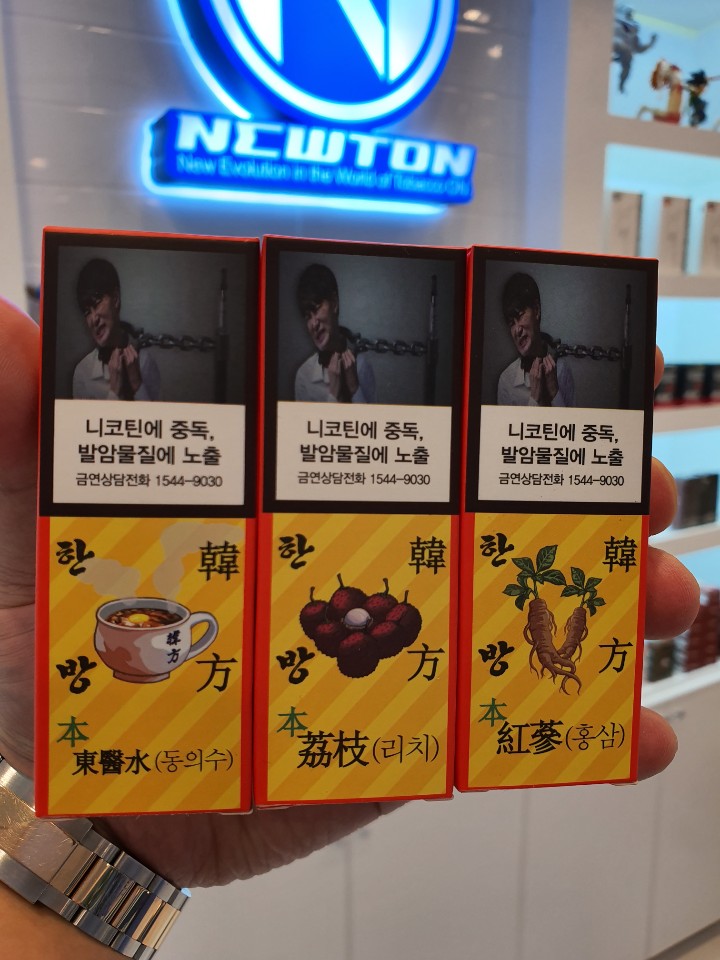 NEWTON
New Evolution in the World of Tobacco Oil
니코틴에 중독,
발암물질에 노출
금연상담전화 1544-9030
한 韓
韓方
방 方
本
東醫水(동의수)
니코틴에 중독,
발암물질에 노출
금연상담전화 1544-9030
한 韓
방 方
本
荔枝(리치)
니코틴에 중독,
발암물질에 노출
금연상담전화 1544-9030
한 韓
방 方
本
紅蔘(홍삼)